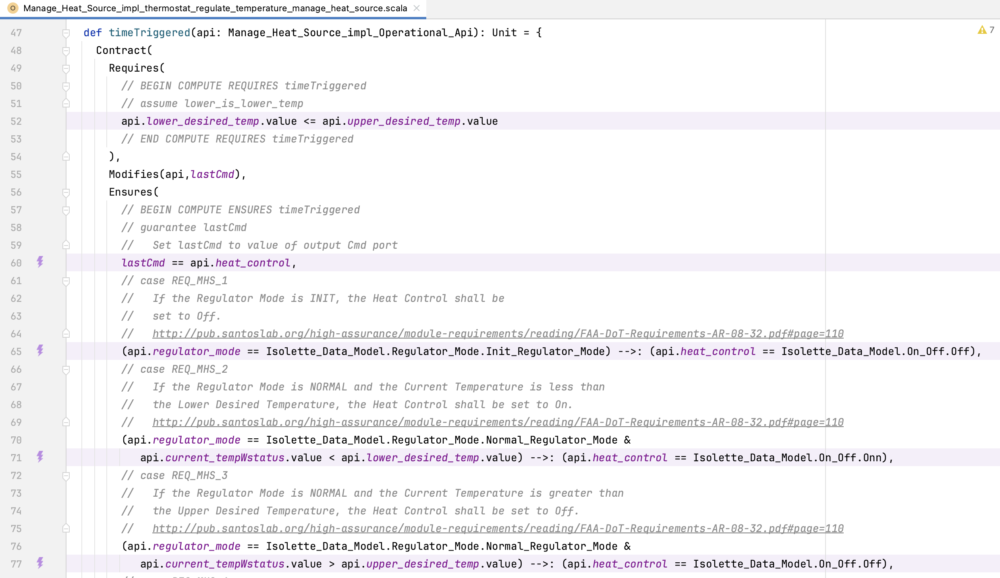 Manage_Heat_Source_impl_thermostat_regulate_temperature_manage_heat_source.scala
7
47 def timeTriggered(api: Manage_Heat_Source_impl_Operational_Api): Unit = {
48 Contract(
49 Requires(
50 // BEGIN COMPUTE REQUIRES timeTriggered
51 // assume lower_is_lower_temp
52 api.lower_desired_temp.value <= api.upper_desired_temp.value
53 // END COMPUTE REQUIRES timeTriggered
54 ),
55 Modifies(api,lastCmd),
56 Ensures(
57 // BEGIN COMPUTE ENSURES timeTriggered
58 // guarantee lastCmd
59 //   Set lastCmd to value of output Cmd port
60 lastCmd == api.heat_control,
61 // case REQ_MHS_1
62 //   If the Regulator Mode is INIT, the Heat Control shall be
63 //   set to Off.
64 //   http://pub.santoslab.org/high-assurance/module-requirements/reading/FAA-DoT-Requirements-AR-08-32.pdf#page=110
65 (api.regulator_mode == Isolette_Data_Model.Regulator_Mode.Init_Regulator_Mode) -->: (api.heat_control == Isolette_Data_Model.On_Off.Off),
66 // case REQ_MHS_2
67 //   If the Regulator Mode is NORMAL and the Current Temperature is less than
68 //   the Lower Desired Temperature, the Heat Control shall be set to On.
69 //   http://pub.santoslab.org/high-assurance/module-requirements/reading/FAA-DoT-Requirements-AR-08-32.pdf#page=110
70 (api.regulator_mode == Isolette_Data_Model.Regulator_Mode.Normal_Regulator_Mode &
71 api.current_tempWstatus.value < api.lower_desired_temp.value) -->: (api.heat_control == Isolette_Data_Model.On_Off.Onn),
72 // case REQ_MHS_3
73 //   If the Regulator Mode is NORMAL and the Current Temperature is greater than
74 //   the Upper Desired Temperature, the Heat Control shall be set to Off.
75 //   http://pub.santoslab.org/high-assurance/module-requirements/reading/FAA-DoT-Requirements-AR-08-32.pdf#page=110
76 (api.regulator_mode == Isolette_Data_Model.Regulator_Mode.Normal_Regulator_Mode &
77 api.current_tempWstatus.value > api.upper_desired_temp.value) -->: (api.heat_control == Isolette_Data_Model.On_Off.Off),